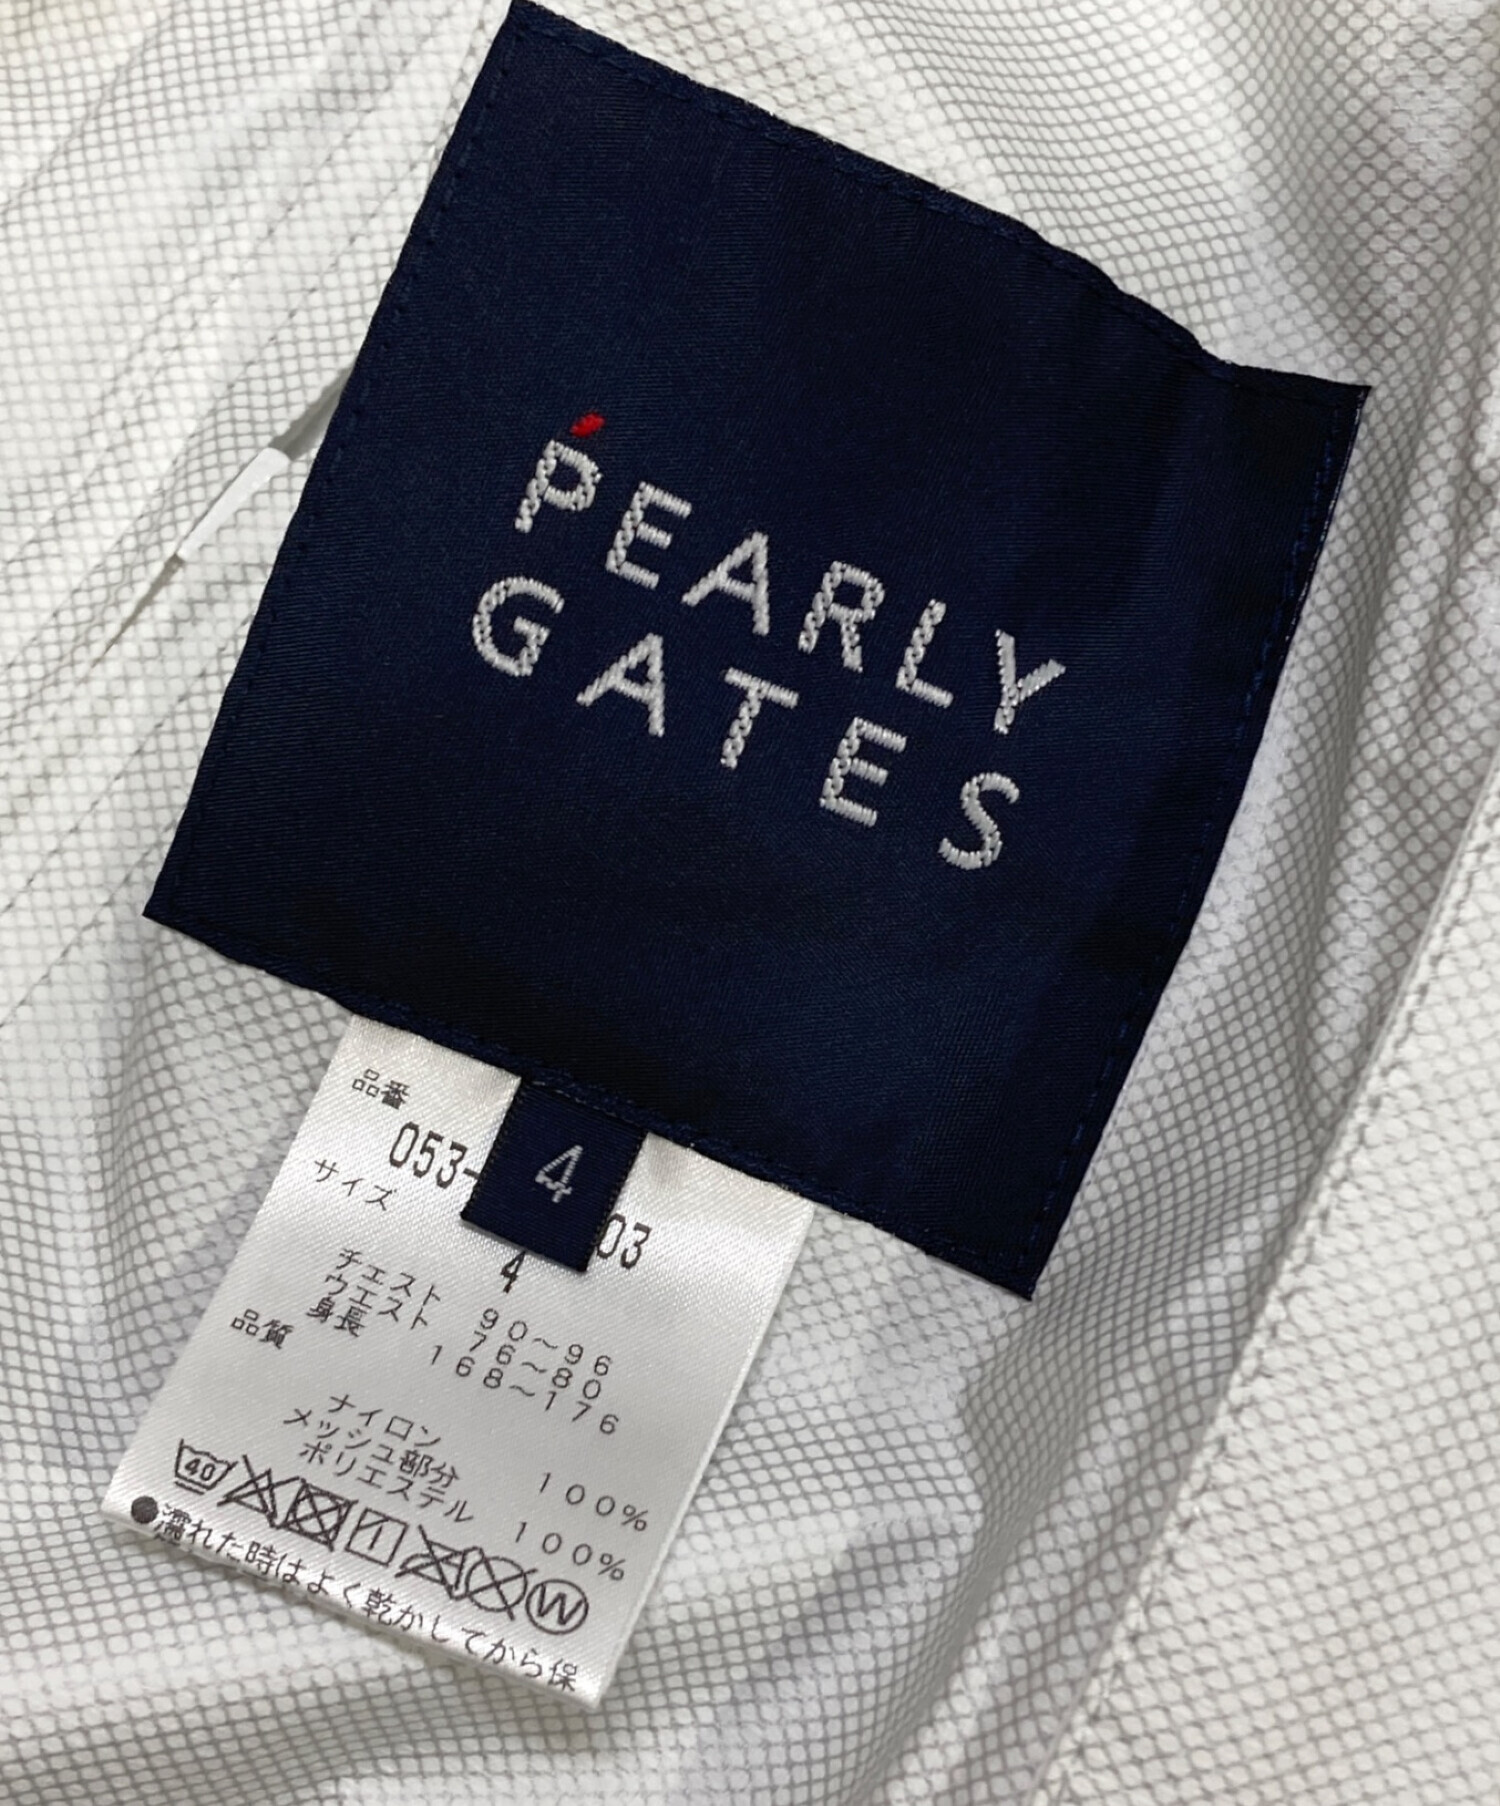 PEARLY
GATES
4
品番
053-
03
サイズ
4
チェスト 90~96
ウエスト 76~80
身長 168~176
品質
ナイロン 100%
メッシュ部分
ポリエステル 100%
40
W
●濡れた時はよく乾かしてから保